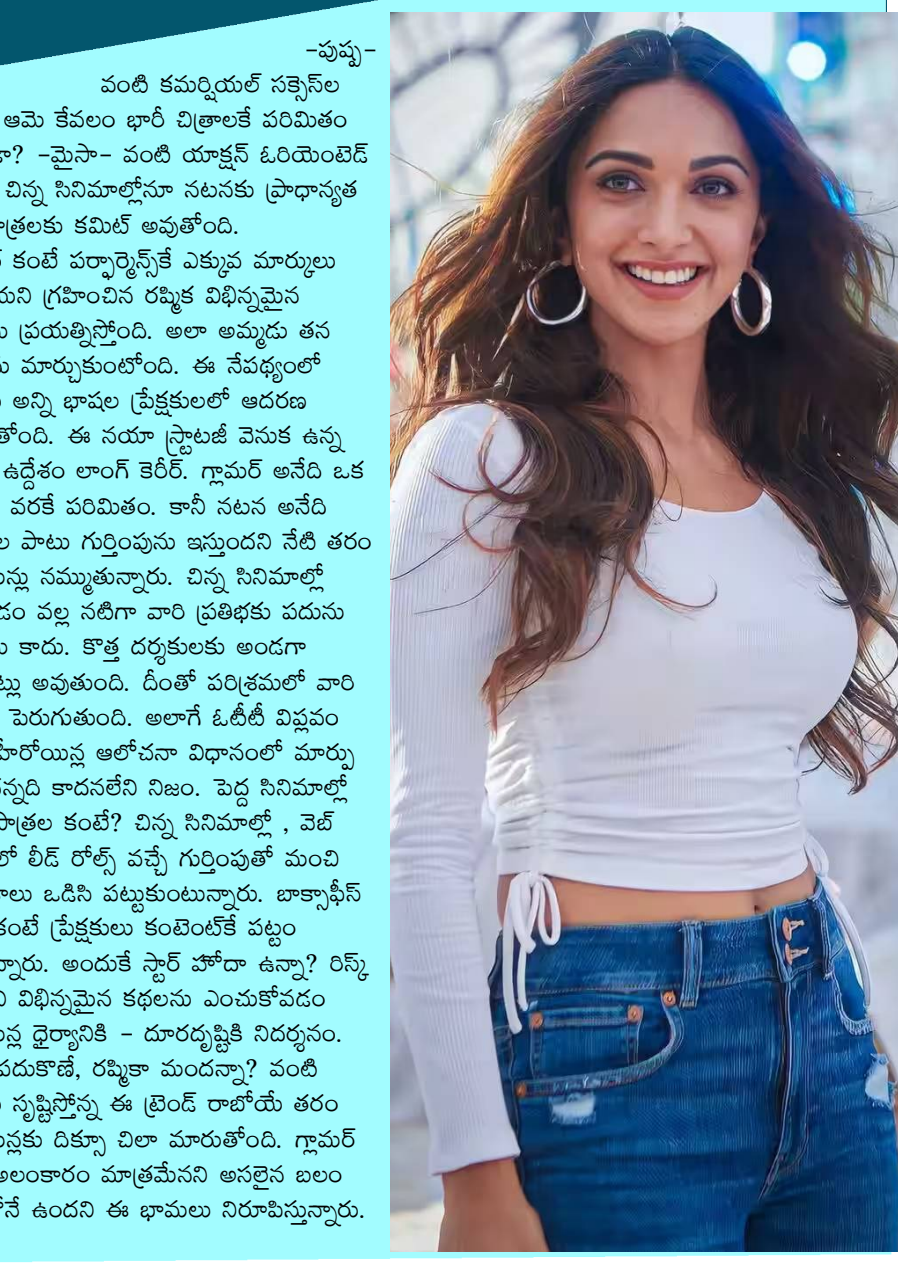 –పుష్ప–
వంటి కమర్షియల్ సక్సెస్‌ల
ఆమె కేవలం భారీ చిత్రాలకే పరిమితం
–మైసా– వంటి యాక్షన్ ఓరియెంటెడ్
చిన్న సినిమాల్లోనూ నటనకు ప్రాధాన్యత
కమిట్ అవుతోంది.
కంటే పర్ఫార్మెన్స్‌కే ఎక్కువ మార్కులు
గ్రహించిన రష్మిక విభిన్నమైన
ప్రయత్నిస్తోంది. అలా అమ్మడు తన
మార్చుకుంటోంది. ఈ నేపథ్యంలో
అన్ని భాషల ప్రేక్షకులలో ఆదరణ
ఈ నయా స్ట్రాటజీ వెనుక ఉన్న
ఉద్దేశం లాంగ్ కెరీర్. గ్లామర్ అనేది ఒక
వరకే పరిమితం. కానీ నటన అనేది
పాటు గుర్తింపును ఇస్తుందని నేటి తరం
నమ్ముతున్నారు. చిన్న సినిమాల్లో
వల్ల నటిగా వారి ప్రతిభకు పదును
కాదు. కొత్త దర్శకులకు అండగా
అవుతుంది. దీంతో పరిశ్రమలో వారి
పెరుగుతుంది. అలాగే ఓటీటీ విప్లవం
హీరోయిన్ల ఆలోచనా విధానంలో మార్పు
కాదనలేని నిజం. పెద్ద సినిమాల్లో
పాత్రల కంటే? చిన్న సినిమాల్లో , వెబ్
లీడ్ రోల్స్ వచ్చే గుర్తింపుతో మంచి
ఒడిసి పట్టుకుంటున్నారు. బాక్సాఫీస్
కంటే ప్రేక్షకులు కంటెంట్‌కే పట్టం
అందుకే స్టార్ హోదా ఉన్నా? రిస్క్
విభిన్నమైన కథలను ఎంచుకోవడం
ధైర్యానికి – దూరదృష్టికి నిదర్శనం.
పదుకొణే, రష్మికా మందన్నా? వంటి
సృష్టిస్తోన్న ఈ ట్రెండ్ రాబోయే తరం
దిక్సూ చిలా మారుతోంది. గ్లామర్
అలంకారం మాత్రమేనని అసలైన బలం
ఉందని ఈ భామలు నిరూపిస్తున్నారు.